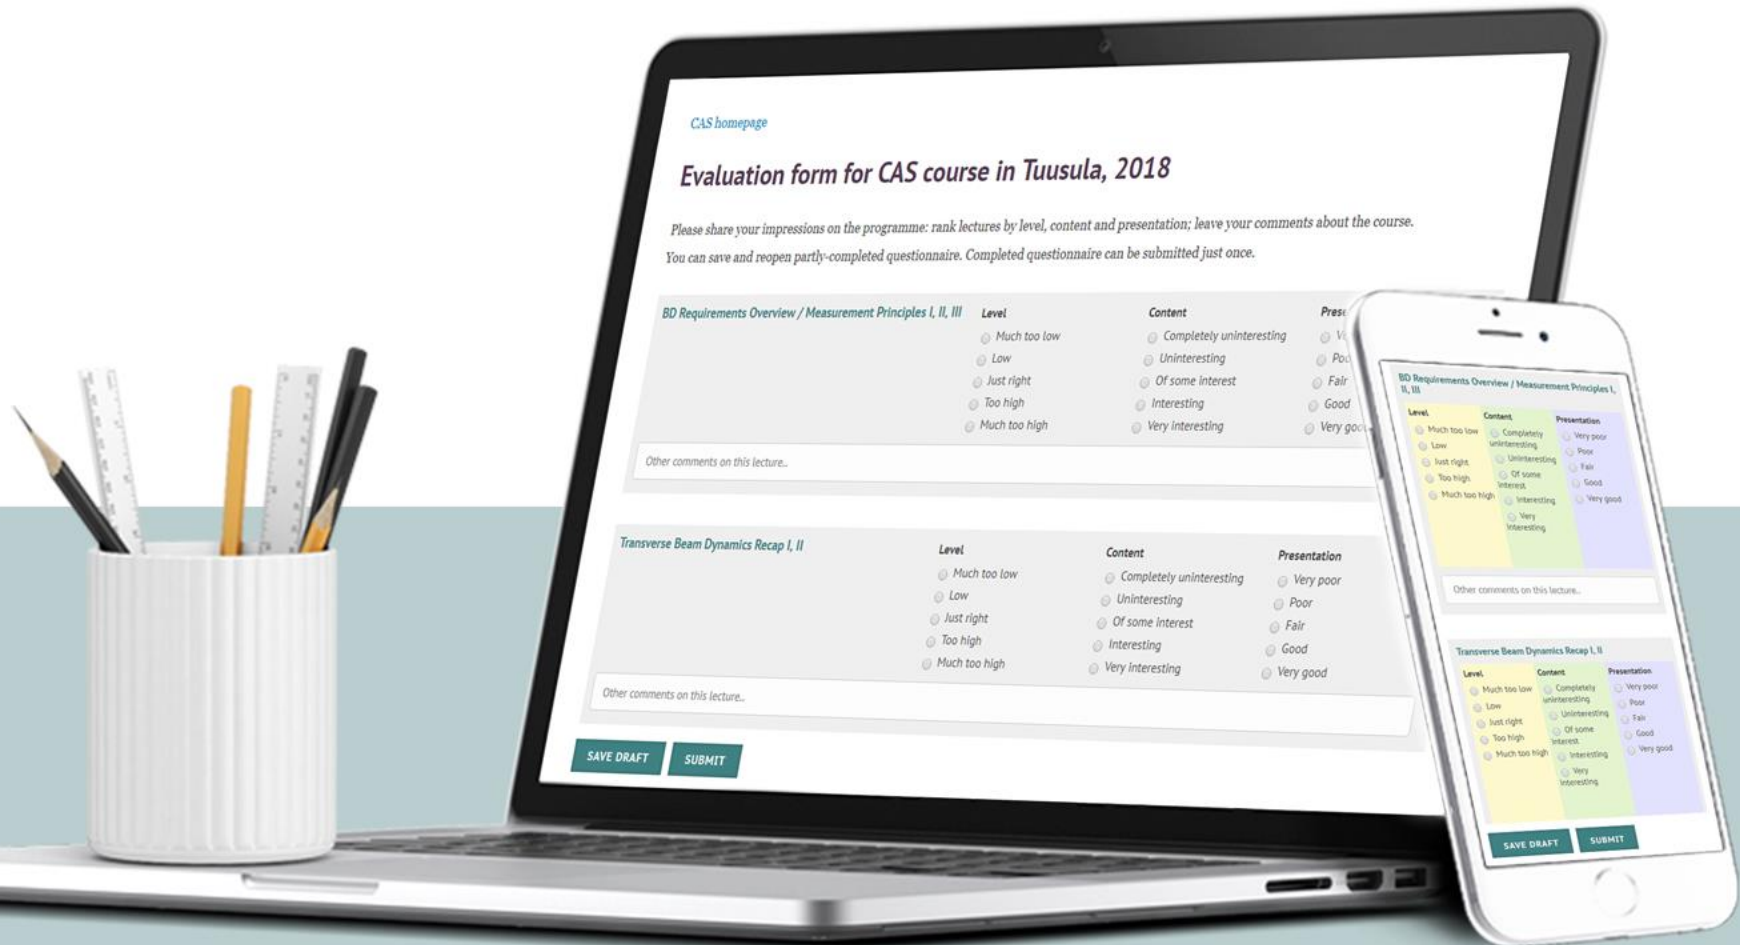 CAS homepage
Evaluation form for CAS course in Tuusula, 2018
Please share your impressions on the programme: rank lectures by level, content and presentation; leave your comments about the course.
You can save and reopen partly-completed questionnaire. Completed questionnaire can be submitted just once.
BD Requirements Overview / Measurement Principles I, II, III
Level
Much too low
Low
Just right
Too high
Much too high
Content
Completely uninteresting
Uninteresting
Of some interest
Interesting
Very interesting
Prese
V
Poo
Fair
Good
Very goo
Other comments on this lecture..
Transverse Beam Dynamics Recap I, II
Level
Much too low
Low
Just right
Too high
Much too high
Content
Completely uninteresting
Uninteresting
Of some interest
Interesting
Very interesting
Presentation
Very poor
Poor
Fair
Good
Very good
Other comments on this lecture..
SAVE DRAFT
SUBMIT
BD Requirements Overview / Measurement Principles I,
II, III
Level
Much too low
Low
Just right
Too high
Much too high
Content
Completely
uninteresting
Uninteresting
Of some
interest
Interesting
Very
interesting
Presentation
Very poor
Poor
Fair
Good
Very good
Other comments on this lecture..
Transverse Beam Dynamics Recap I, II
Level
Much too low
Low
Just right
Too high
Much too high
Content
Completely
uninteresting
Uninteresting
Of some
interest
Interesting
Very
interesting
Presentation
Very poor
Poor
Fair
Good
Very good
SAVE DRAFT
SUBMIT